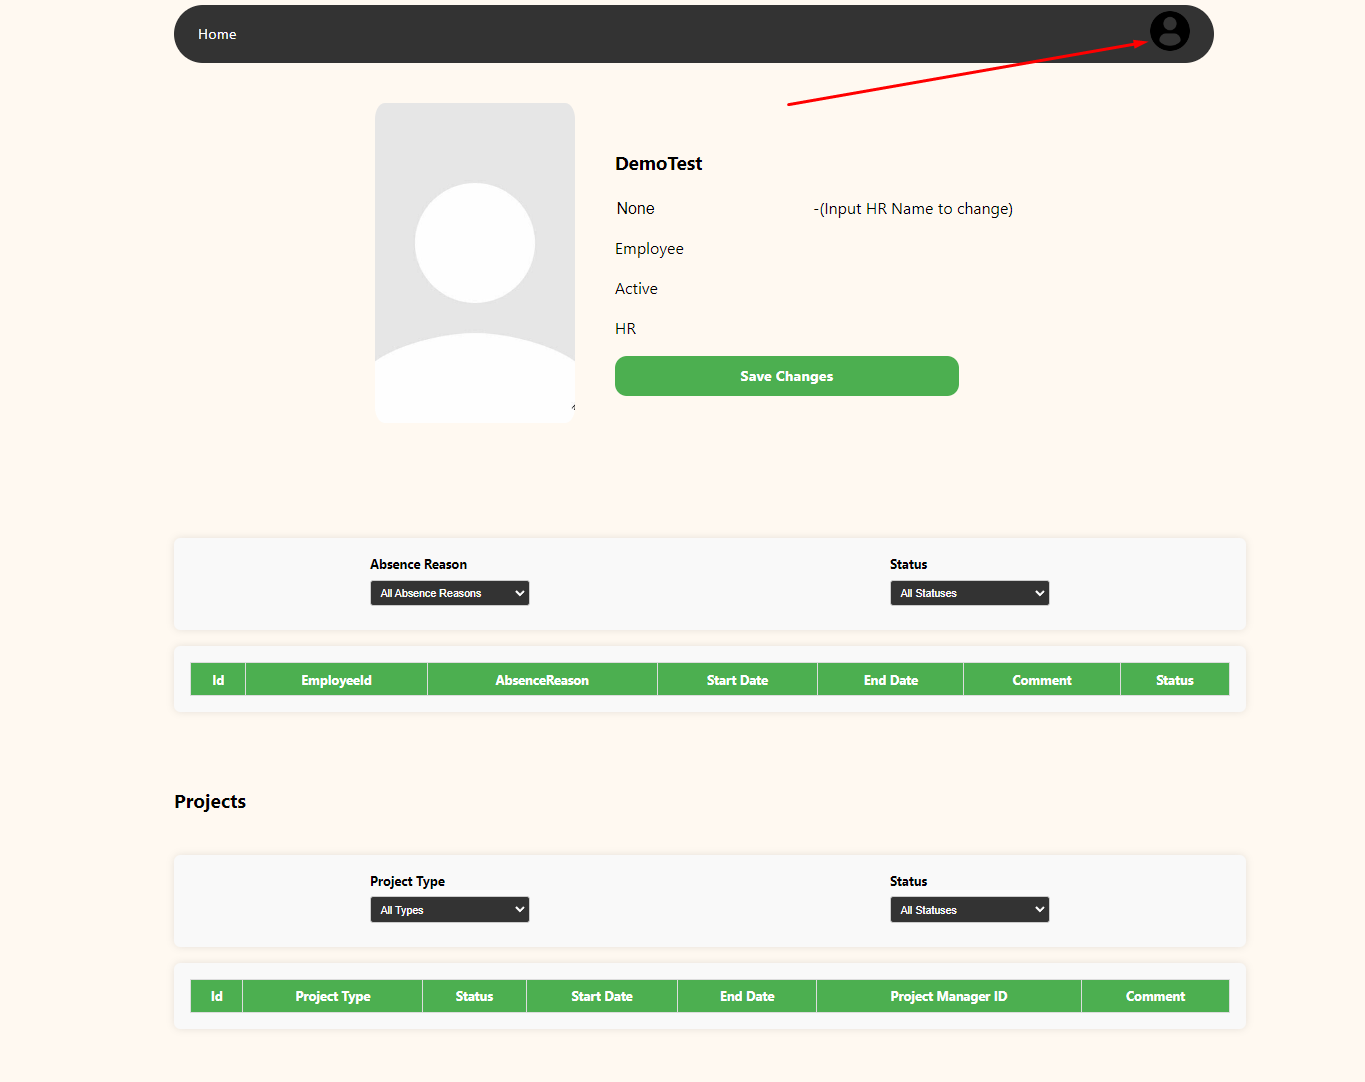 Home
DemoTest
None -(Input HR Name to change)
Employee
Active
HR
Save Changes
Absence Reason Status
All Absence Reasons All Statuses
Id EmployeeId AbsenceReason Start Date End Date Comment Status
Projects
Project Type Status
All Types All Statuses
Id Project Type Status Start Date End Date Project Manager ID Comment